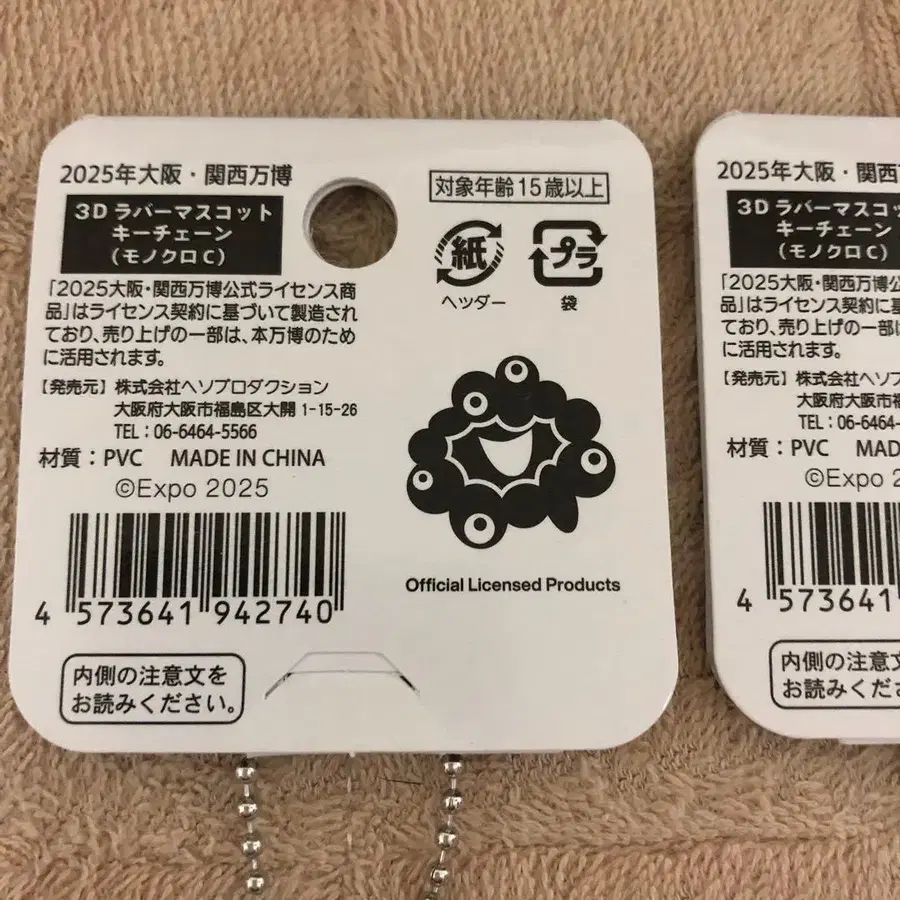 2025年大阪・関西万博
3D ラバーマスコット
キーチェーン
(モノクロC)
「2025大阪・関西万博公式ライセンス商
品」はライセンス契約に基づいて製造され
ており、売り上げの一部は、本万博のため
に活用されます。
【発売元】株式会社ヘソプロダクション
大阪府大阪市福島区大開 1-15-26
TEL:06-6464-5566
材質:PVC MADE IN CHINA
©Expo 2025
4 573641 942740
内側の注意文を
お読みください。
対象年齢15歳以上
紙
ヘッダー
プラ
袋
Official Licensed Products
2025年大阪・関西万
3D ラバーマスコッ
キーチェーン
(モノクロC)
「2025大阪・関西万博公
品」はライセンス契約に基
ており、売り上げの一部は
に活用されます。
【発売元】株式会社ヘソプ
大阪府大阪
TEL:06-6464-
材質:PVC MAD
©Expo 2
4 573641
内側の注意文
お読みくださ